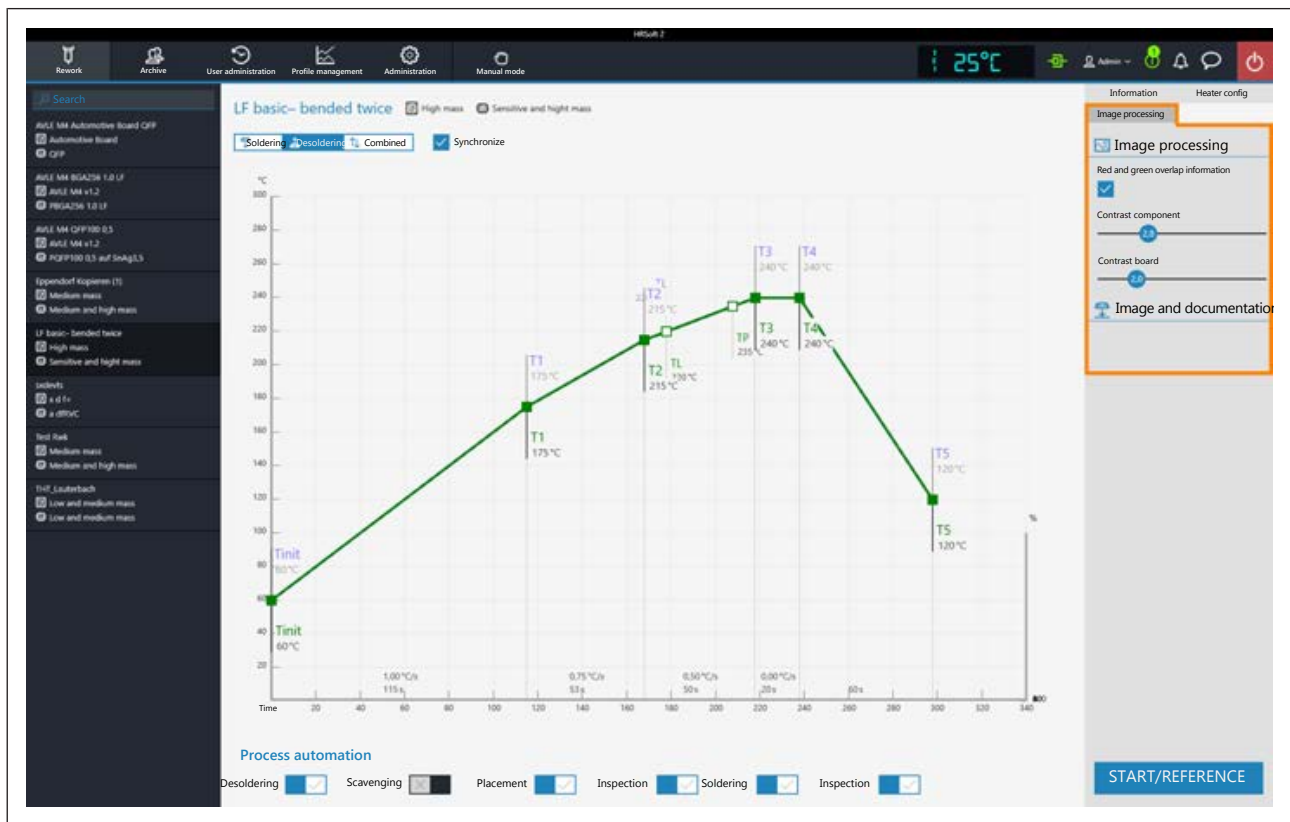 HRSoft 2
Rework
Archive
User administration
Profile management
Administration
Manual mode
25°C
Admin
1
Search
AVLE M4 Automotive Board QFP
Automotive Board
QFP
AVLE M4 BGA256 1.0 LF
AVLE M4 v1.2
PBGA256 1.0 LF
AVLE M4 QFP100 0,5
AVLE M4 v1.2
PQFP100 0,5 auf SnAg3,5
Eppendorf Kopieren (1)
Medium mass
Medium and high mass
LF basic- bended twice
High mass
Sensitive and hight mass
x d f+
Medium mass
Medium and high mass
THT_Lauterbach
Low and medium mass
Low and medium mass
LF basic– bended twice High mass Sensitive and hight mass
Soldering Desoldering Combined Synchronize
°C
300
280
260
240
220
200
180
160
140
120
100
80
60
40
20
Tinit
60°C
Tinit
60°C
T1
175°C
T1
175°C
TL
T2
215°C
T2
215°C
TL
TP
235°C
T3
240°C
T3
240°C
T4
240°C
T4
240°C
T5
120°C
T5
120°C
%
1,00°C/s 0,75°C/s 0,50°C/s 0,00°C/s
115s 53s 50s 20s 60s
Time 20 40 60 80 100 120 140 160 180 200 220 240 260 280 300 320 340
Process automation
Desoldering Scavenging Placement Inspection Soldering Inspection
Information Heater config
Image processing
Image processing
Red and green overlap information
Contrast component
2,0
Contrast board
2,0
Image and documentation
START/REFERENCE